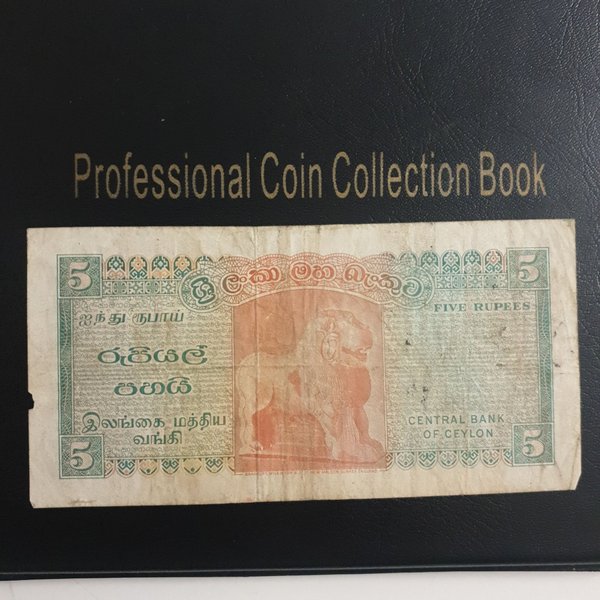 Professional Coin Collection Book
5
5
ශ්‍රී ලංකා මහ බැංකුව
FIVE RUPEES
ஐந்து ரூபாய்
රුපියල්
පහයි
இலங்கை மத்திய
வங்கி
CENTRAL BANK
OF CEYLON
5
5